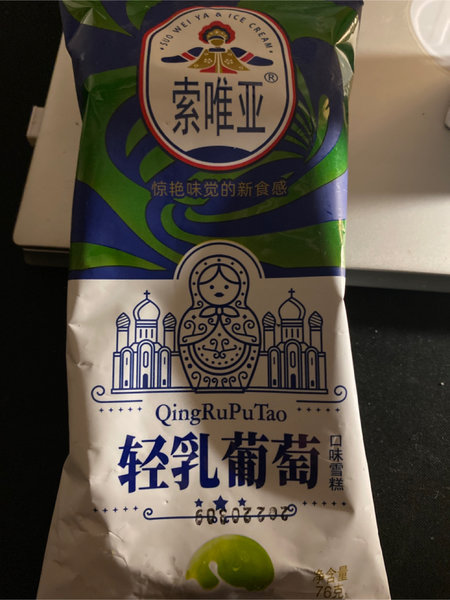 SUO WEI YA & ICE CREAM
索唯亚®
惊艳味觉的新食感
QingRuPuTao
轻乳葡萄
口味雪糕
20220309
净含量
76克